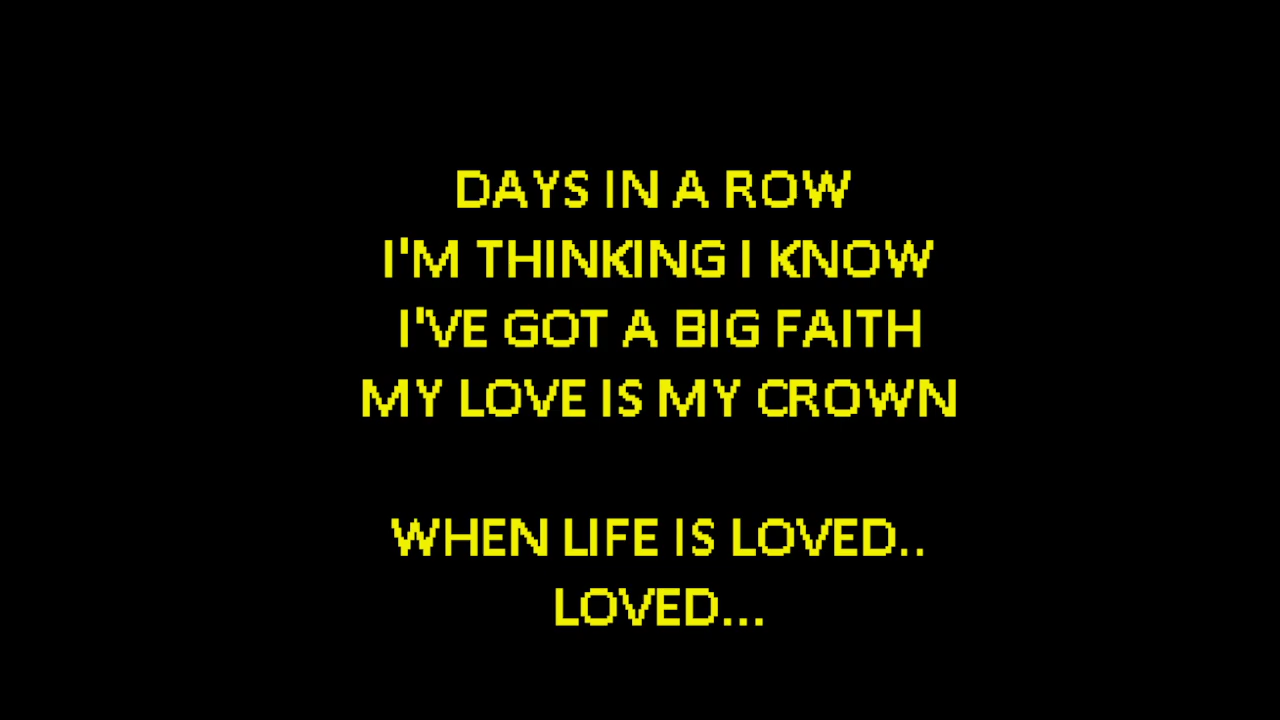 DAYS IN A ROW
I'M THINKING I KNOW
I'VE GOT A BIG FAITH
MY LOVE IS MY CROWN
WHEN LIFE IS LOVED..
LOVED...